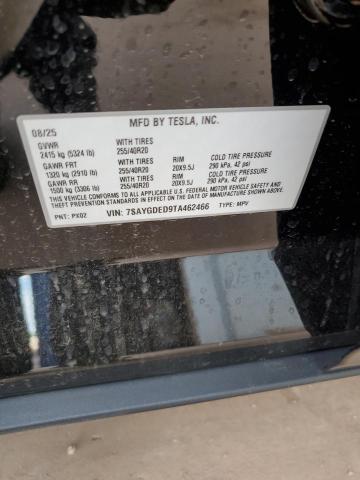 MFD BY TESLA, INC.
08/25
GVWR WITH TIRES
2415 kg (5324 lb) 255/40R20
GAWR FRT WITH TIRES RIM COLD TIRE PRESSURE
1320 kg (2910 lb) 255/40R20 20X9.5J 290 kPa, 42 psi
GAWR RR WITH TIRES RIM COLD TIRE PRESSURE
1500 kg (3306 lb) 255/40R20 20X9.5J 290 kPa, 42 psi
THIS VEHICLE CONFORMS TO ALL APPLICABLE U.S. FEDERAL MOTOR VEHICLE SAFETY AND
THEFT PREVENTION STANDARDS IN EFFECT ON THE DATE OF MANUFACTURE SHOWN ABOVE.
PNT: PX02 VIN: 7SAYGDED9TA462466 TYPE: MPV